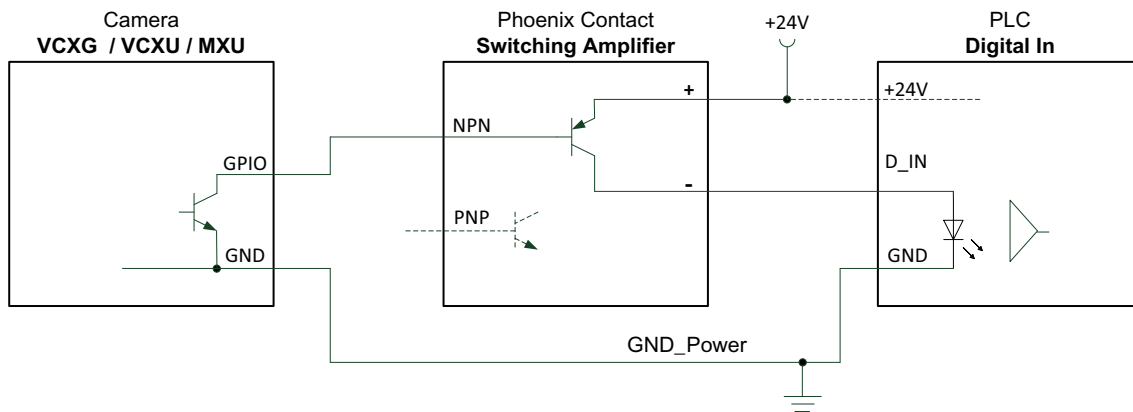 Camera
VCXG / VCXU / MXU
Phoenix Contact
Switching Amplifier
+24V
PLC
Digital In
+
+24V
NPN
GPIO
D_IN
-
PNP
GND
GND
GND_Power